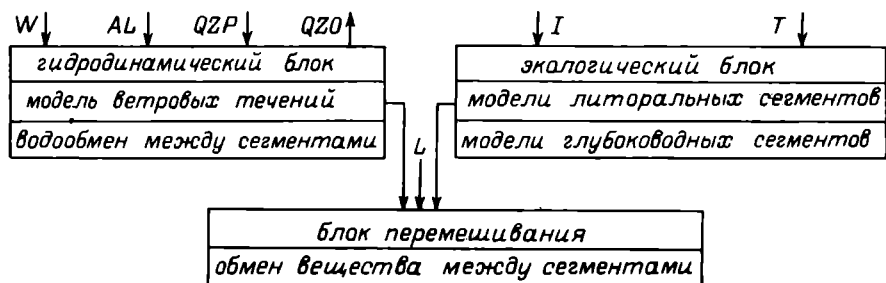 W AL QZP QZO
гидродинамический блок
модель ветровых течений
водообмен между сегментами
I T
экологический блок
модели литоральных сегментов
модели глубоководных сегментов
L
блок перемешивания
обмен вещества между сегментами